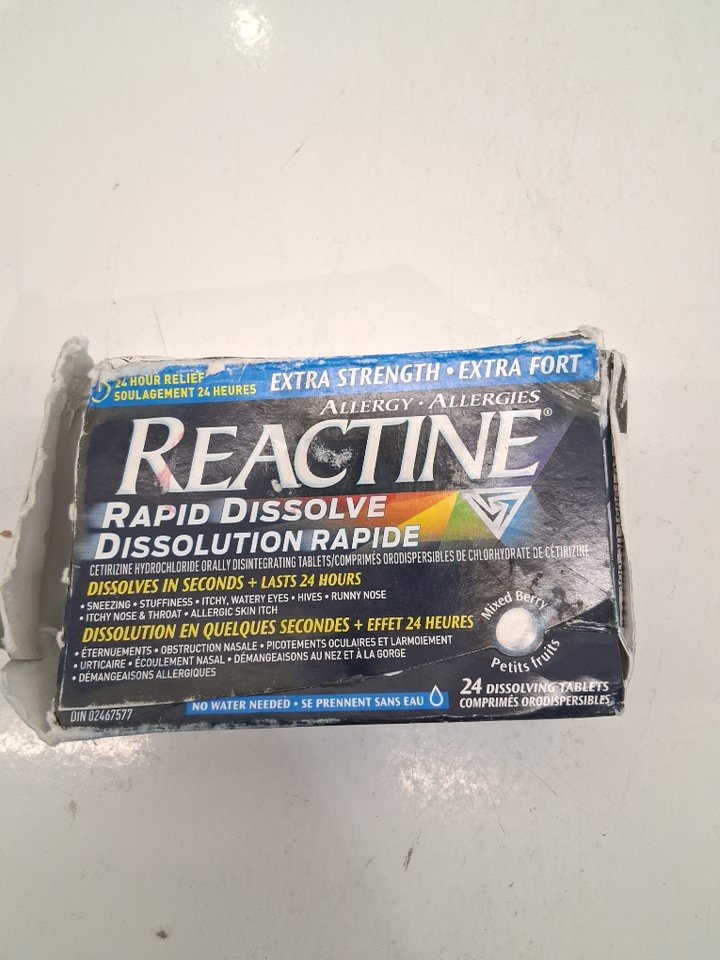 24 HOUR RELIEF
SOULAGEMENT 24 HEURES
EXTRA STRENGTH • EXTRA FORT
ALLERGY • ALLERGIES
REACTINE®
RAPID DISSOLVE
DISSOLUTION RAPIDE
CETIRIZINE HYDROCHLORIDE ORALLY DISINTEGRATING TABLETS/COMPRIMÉS ORODISPERSIBLES DE CHLORHYDRATE DE CÉTIRIZINE
DISSOLVES IN SECONDS + LASTS 24 HOURS
• SNEEZING • STUFFINESS • ITCHY, WATERY EYES • HIVES • RUNNY NOSE
• ITCHY NOSE & THROAT • ALLERGIC SKIN ITCH
DISSOLUTION EN QUELQUES SECONDES + EFFET 24 HEURES
• ÉTERNUEMENTS • OBSTRUCTION NASALE • PICOTEMENTS OCULAIRES ET LARMOIEMENT
• URTICAIRE • ÉCOULEMENT NASAL • DÉMANGEAISONS AU NEZ ET À LA GORGE
• DÉMANGEAISONS ALLERGIQUES
Mixed Berry
Petits fruits
24 DISSOLVING TABLETS
COMPRIMÉS ORODISPERSIBLES
NO WATER NEEDED • SE PRENNENT SANS EAU
DIN 02467577